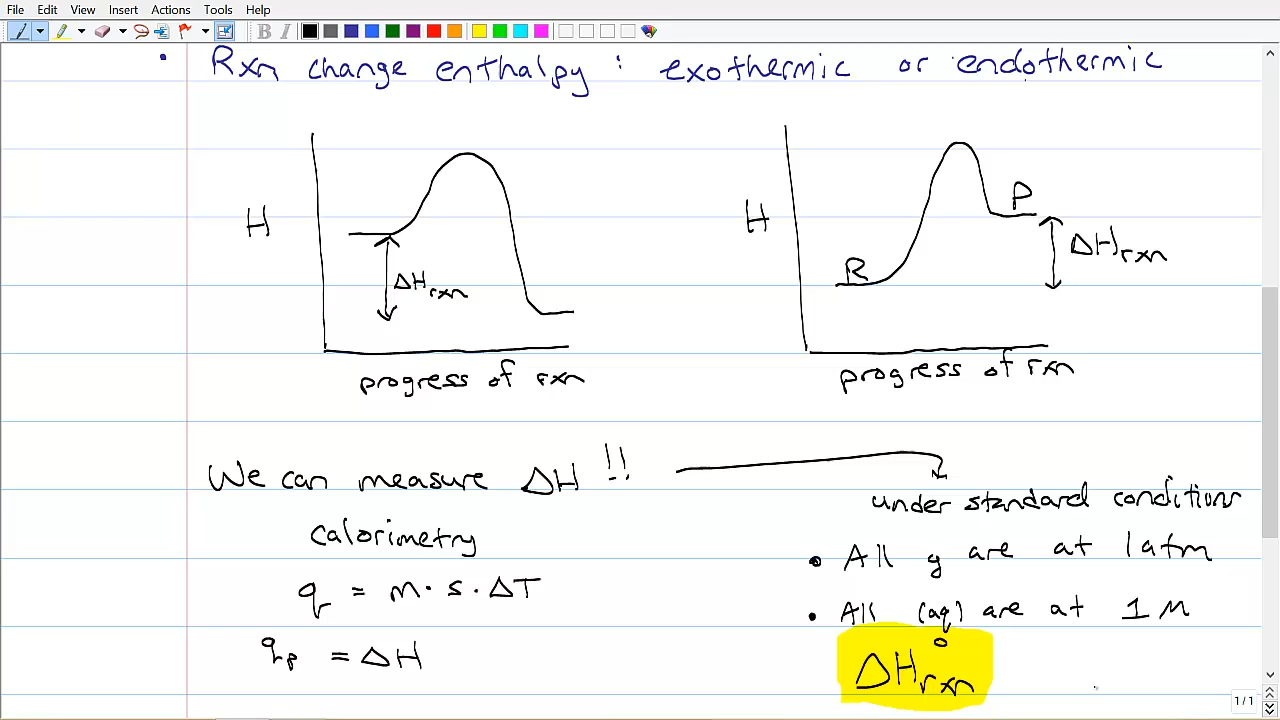 File Edit View Insert Actions Tools Help
B I
• Rxn change enthalpy : exothermic or endothermic
H
ΔHrxn
progress of rxn
H
R
P
ΔHrxn
progress of rxn
We can measure ΔH !!
calorimetry
q = m · s · ΔT
qp = ΔH
under standard conditions
• All g are at 1 atm
• All (aq) are at 1 M
ΔH°rxn
1/1